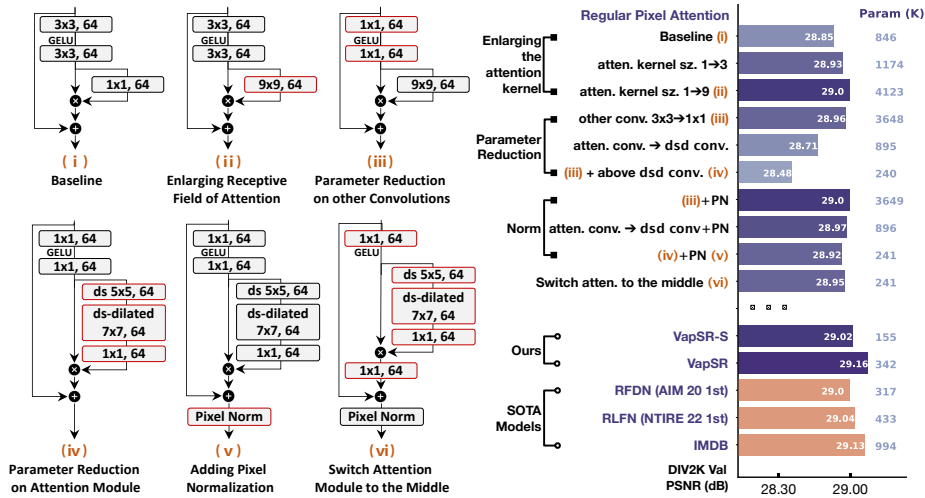 3x3, 64
GELU
3x3, 64
1x1, 64
(i)
Baseline
3x3, 64
GELU
3x3, 64
9x9, 64
(ii)
Enlarging Receptive
Field of Attention
1x1, 64
GELU
1x1, 64
9x9, 64
(iii)
Parameter Reduction
on other Convolutions
1x1, 64
GELU
1x1, 64
ds 5x5, 64
ds-dilated
7x7, 64
1x1, 64
(iv)
Parameter Reduction
on Attention Module
1x1, 64
GELU
1x1, 64
ds 5x5, 64
ds-dilated
7x7, 64
1x1, 64
Pixel Norm
(v)
Adding Pixel
Normalization
1x1, 64
GELU
ds 5x5, 64
ds-dilated
7x7, 64
1x1, 64
1x1, 64
Pixel Norm
(vi)
Switch Attention
Module to the Middle
Regular Pixel Attention Param (K)
Enlarging
the
attention
kernel
Baseline (i) 28.85 846
atten. kernel sz. 1→3 28.93 1174
atten. kernel sz. 1→9 (ii) 29.0 4123
Parameter
Reduction
other conv. 3x3→1x1 (iii) 28.96 3648
atten. conv. → dsd conv. 28.71 895
(iii) + above dsd conv. (iv) 28.48 240
Norm
(iii)+PN 29.0 3649
atten. conv. → dsd conv+PN 28.97 896
(iv)+PN (v) 28.92 241
Switch atten. to the middle (vi) 28.95 241
Ours
VapSR-S 29.02 155
VapSR 29.16 342
SOTA
Models
RFDN (AIM 20 1st) 29.0 317
RLFN (NTIRE 22 1st) 29.04 433
IMDB 29.13 994
DIV2K Val
PSNR (dB)
28.30 29.00